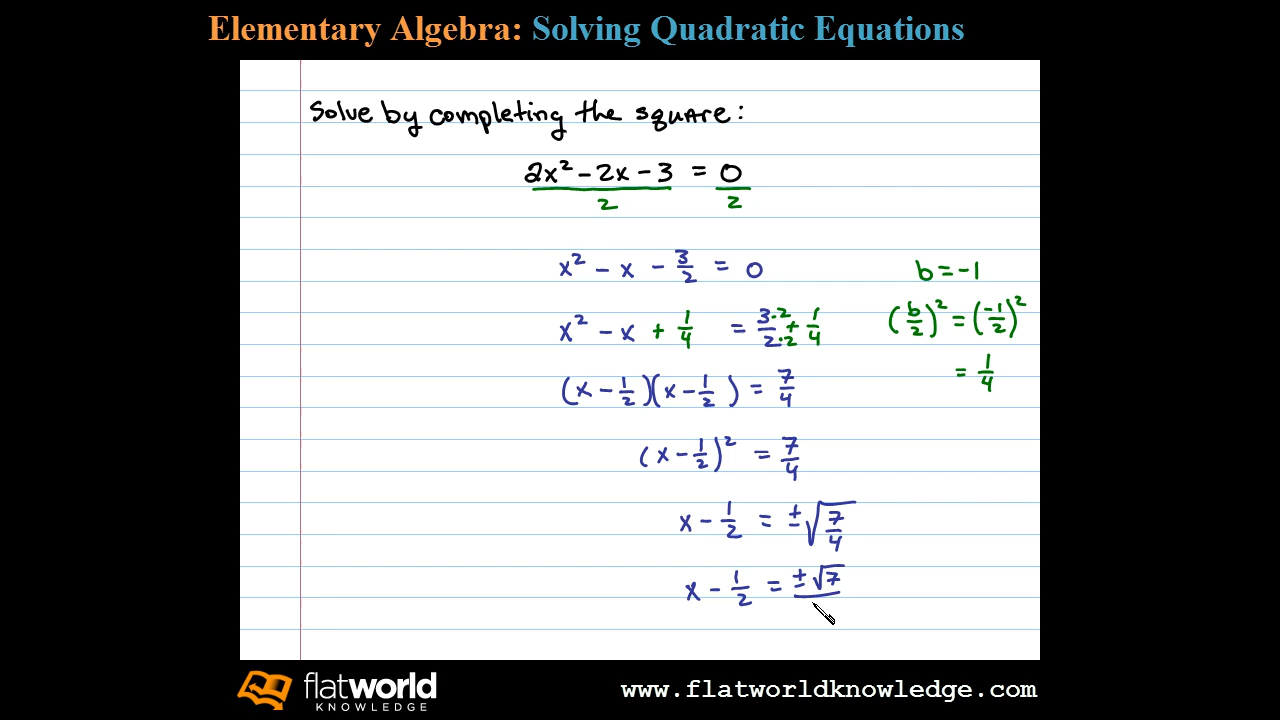 Elementary Algebra: Solving Quadratic Equations
Solve by completing the square:
2x² - 2x - 3 = 0
2 2
x² - x - 3/2 = 0
b = -1
x² - x + 1/4 = 3·2/2·2 + 1/4
(b/2)² = (-1/2)²
= 1/4
(x - 1/2)(x - 1/2) = 7/4
(x - 1/2)² = 7/4
x - 1/2 = ±√(7/4)
x - 1/2 = ±√7
flatworld
KNOWLEDGE
www.flatworldknowledge.com